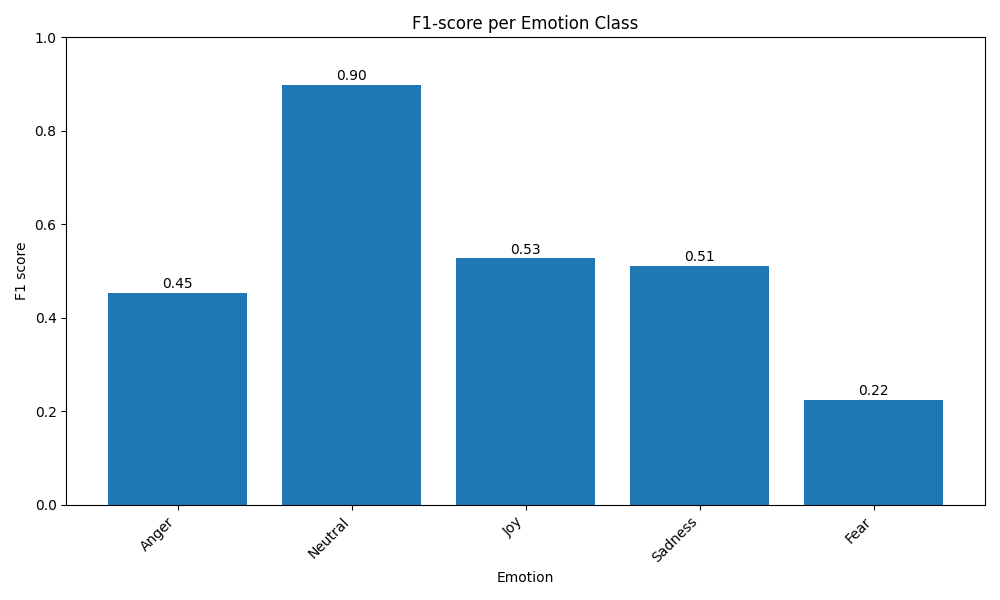 F1-score per Emotion Class
1.0
0.8
0.6
0.4
0.2
0.0
F1 score
0.45
0.90
0.53
0.51
0.22
Anger
Neutral
Joy
Sadness
Fear
Emotion